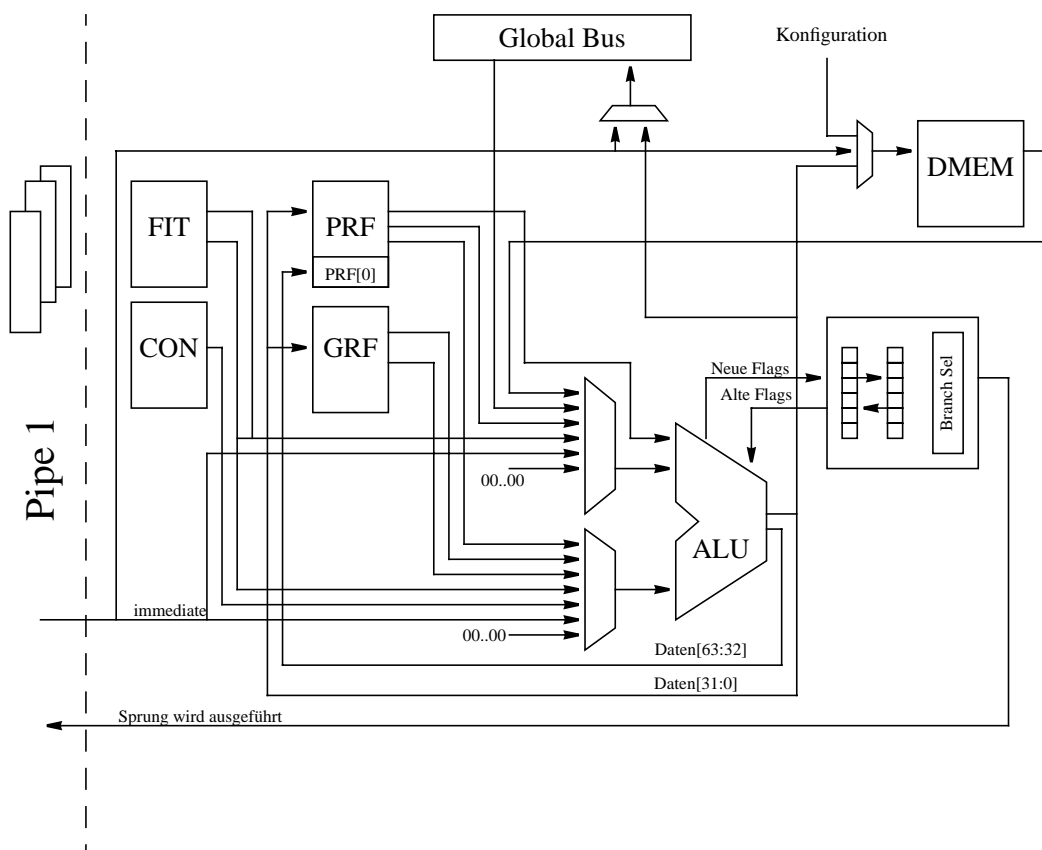 Global Bus
Konfiguration
DMEM
FIT
PRF
PRF[0]
CON
GRF
Neue Flags
Alte Flags
Branch Sel
Pipe 1
00..00
ALU
immediate
00..00
Daten[63:32]
Daten[31:0]
Sprung wird ausgeführt